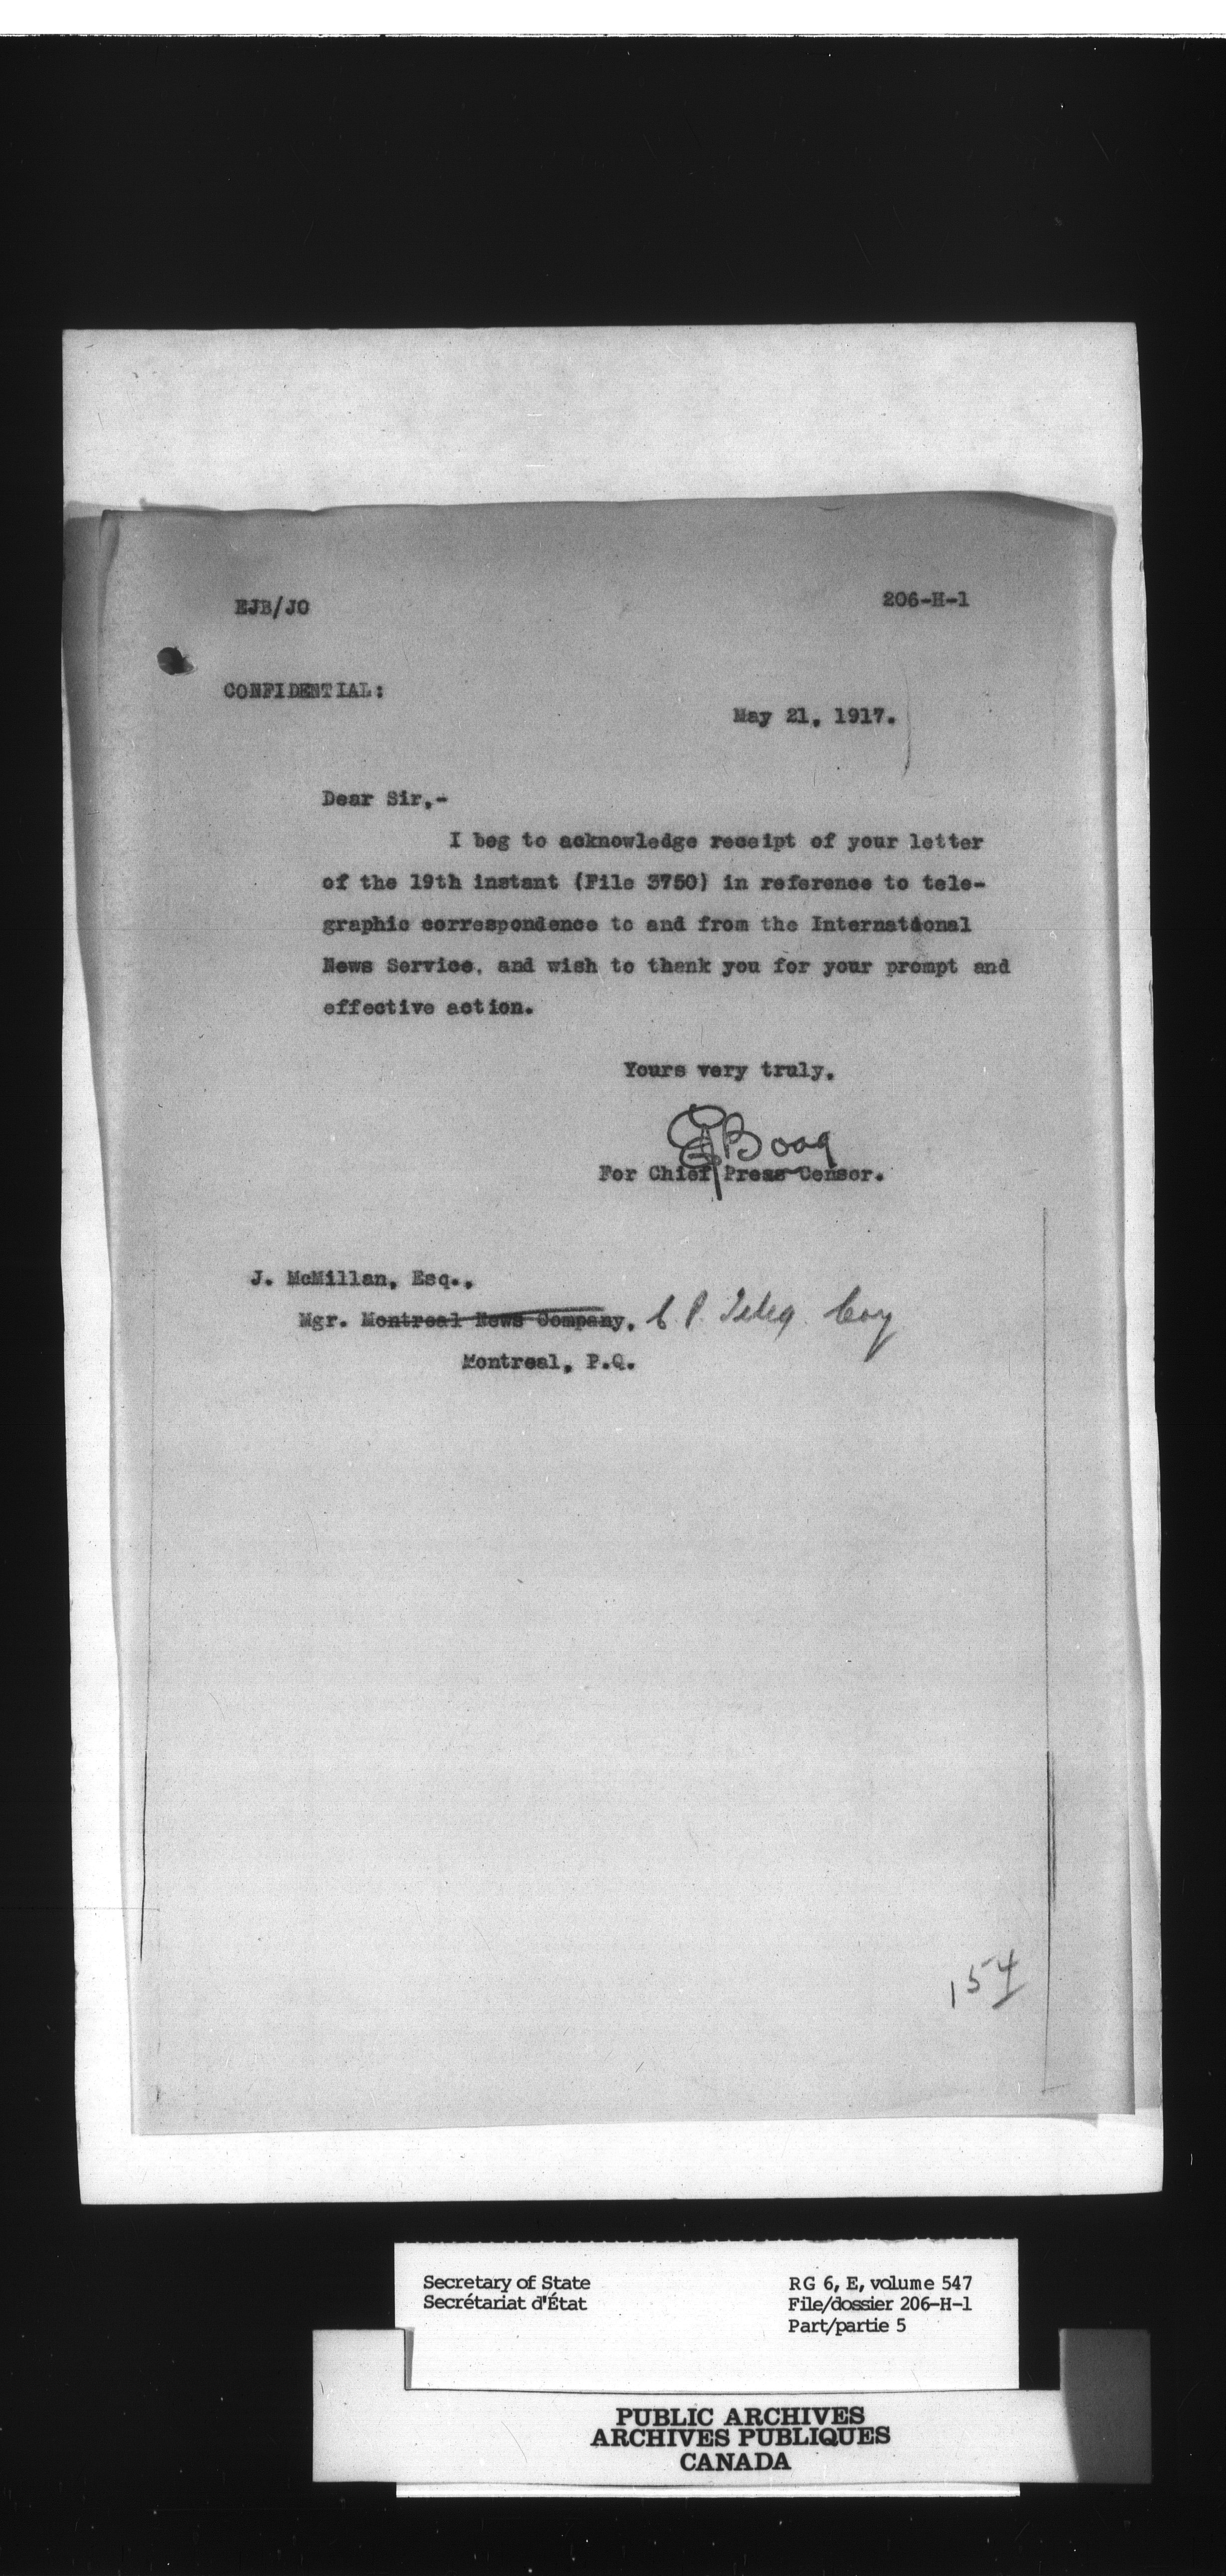 EJB/JO
206-H-1
CONFIDENTIAL:
May 21, 1917.
Dear Sir,-
I beg to acknowledge receipt of your letter
of the 19th instant (File 3750) in reference to tele-
graphic correspondence to and from the International
News Service, and wish to thank you for your prompt and
effective action.
Yours very truly,
EJBoag
For Chief Press Censor.
J. McMillan, Esq.,
Mgr. Montreal News Company, C P. Teleg. Coy
Montreal, P.Q.
154
Secretary of State
Secrétariat d'État
RG 6, E, volume 547
File/dossier 206-H-1
Part/partie 5
PUBLIC ARCHIVES
ARCHIVES PUBLIQUES
CANADA